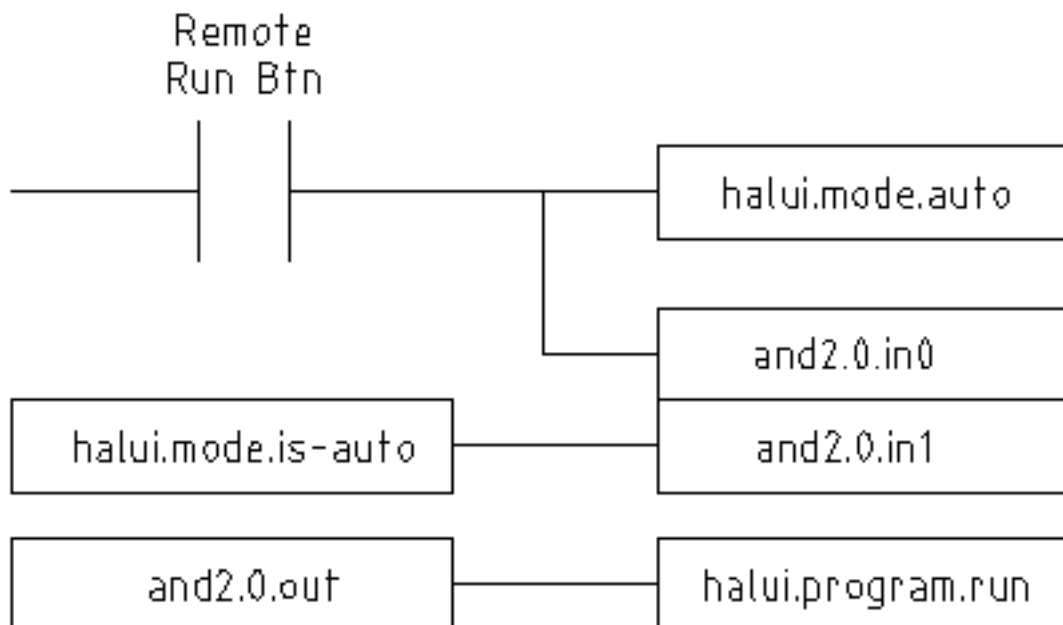 Remote
Run Btn
halui.mode.auto
and2.0.in0
halui.mode.is-auto
and2.0.in1
and2.0.out
halui.program.run